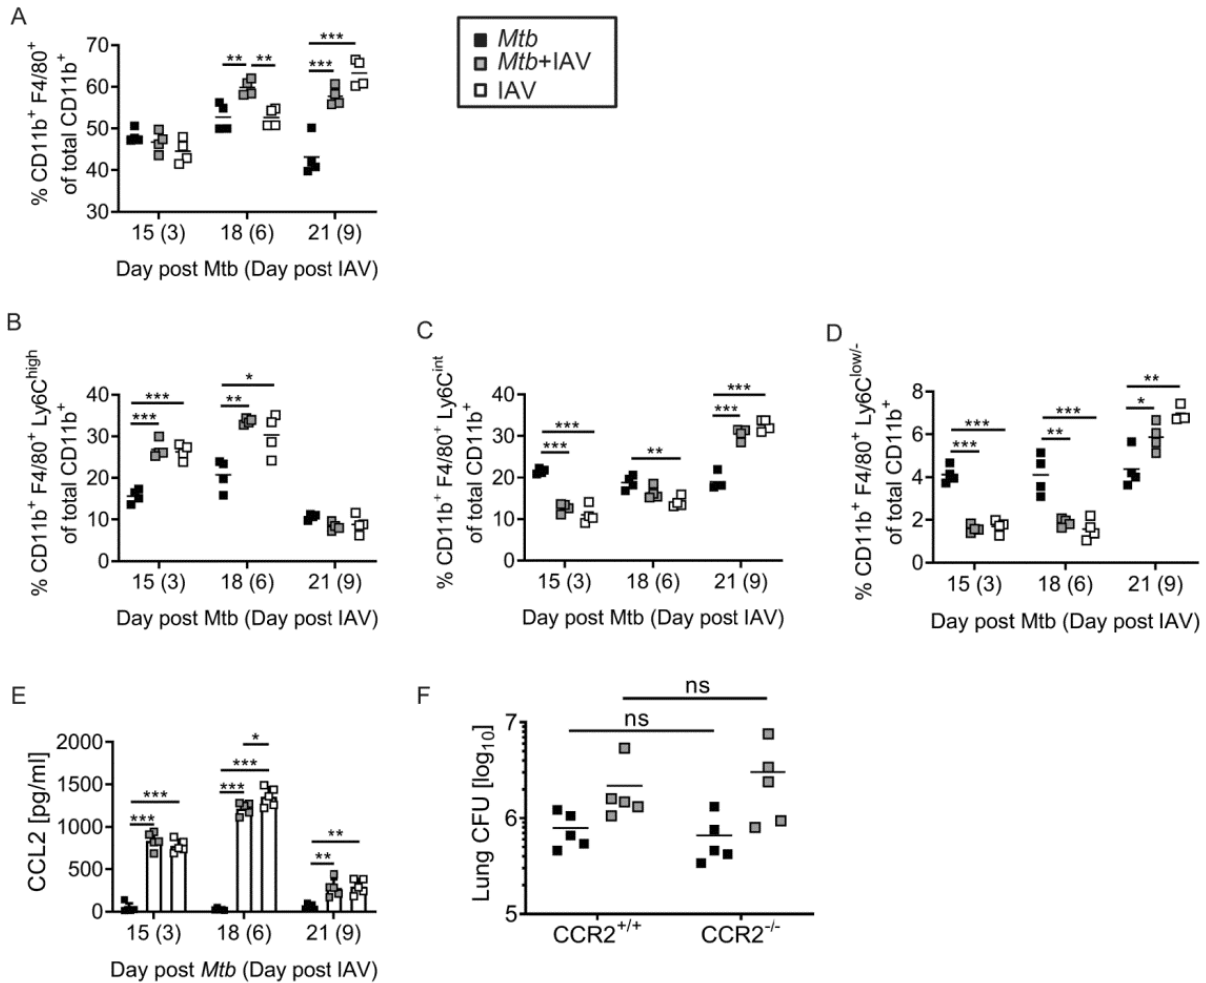 A
% CD11b⁺ F4/80⁺
of total CD11b⁺
70
60
50
40
30
** **
***
***
15 (3) 18 (6) 21 (9)
Day post Mtb (Day post IAV)
Mtb
Mtb+IAV
IAV
B
% CD11b⁺ F4/80⁺ Ly6Cʰⁱᵍʰ
of total CD11b⁺
40
30
20
10
0
***
***
*
**
15 (3) 18 (6) 21 (9)
Day post Mtb (Day post IAV)
C
% CD11b⁺ F4/80⁺ Ly6Cⁱⁿᵗ
of total CD11b⁺
40
30
20
10
0
***
***
**
***
***
15 (3) 18 (6) 21 (9)
Day post Mtb (Day post IAV)
D
% CD11b⁺ F4/80⁺ Ly6Cˡᵒʷ/⁻
of total CD11b⁺
8
6
4
2
0
***
***
***
**
**
*
15 (3) 18 (6) 21 (9)
Day post Mtb (Day post IAV)
E
CCL2 [pg/ml]
2000
1500
1000
500
0
***
***
*
***
***
**
**
15 (3) 18 (6) 21 (9)
Day post Mtb (Day post IAV)
F
Lung CFU [log₁₀]
7
6
5
ns
ns
CCR2⁺/⁺ CCR2⁻/⁻